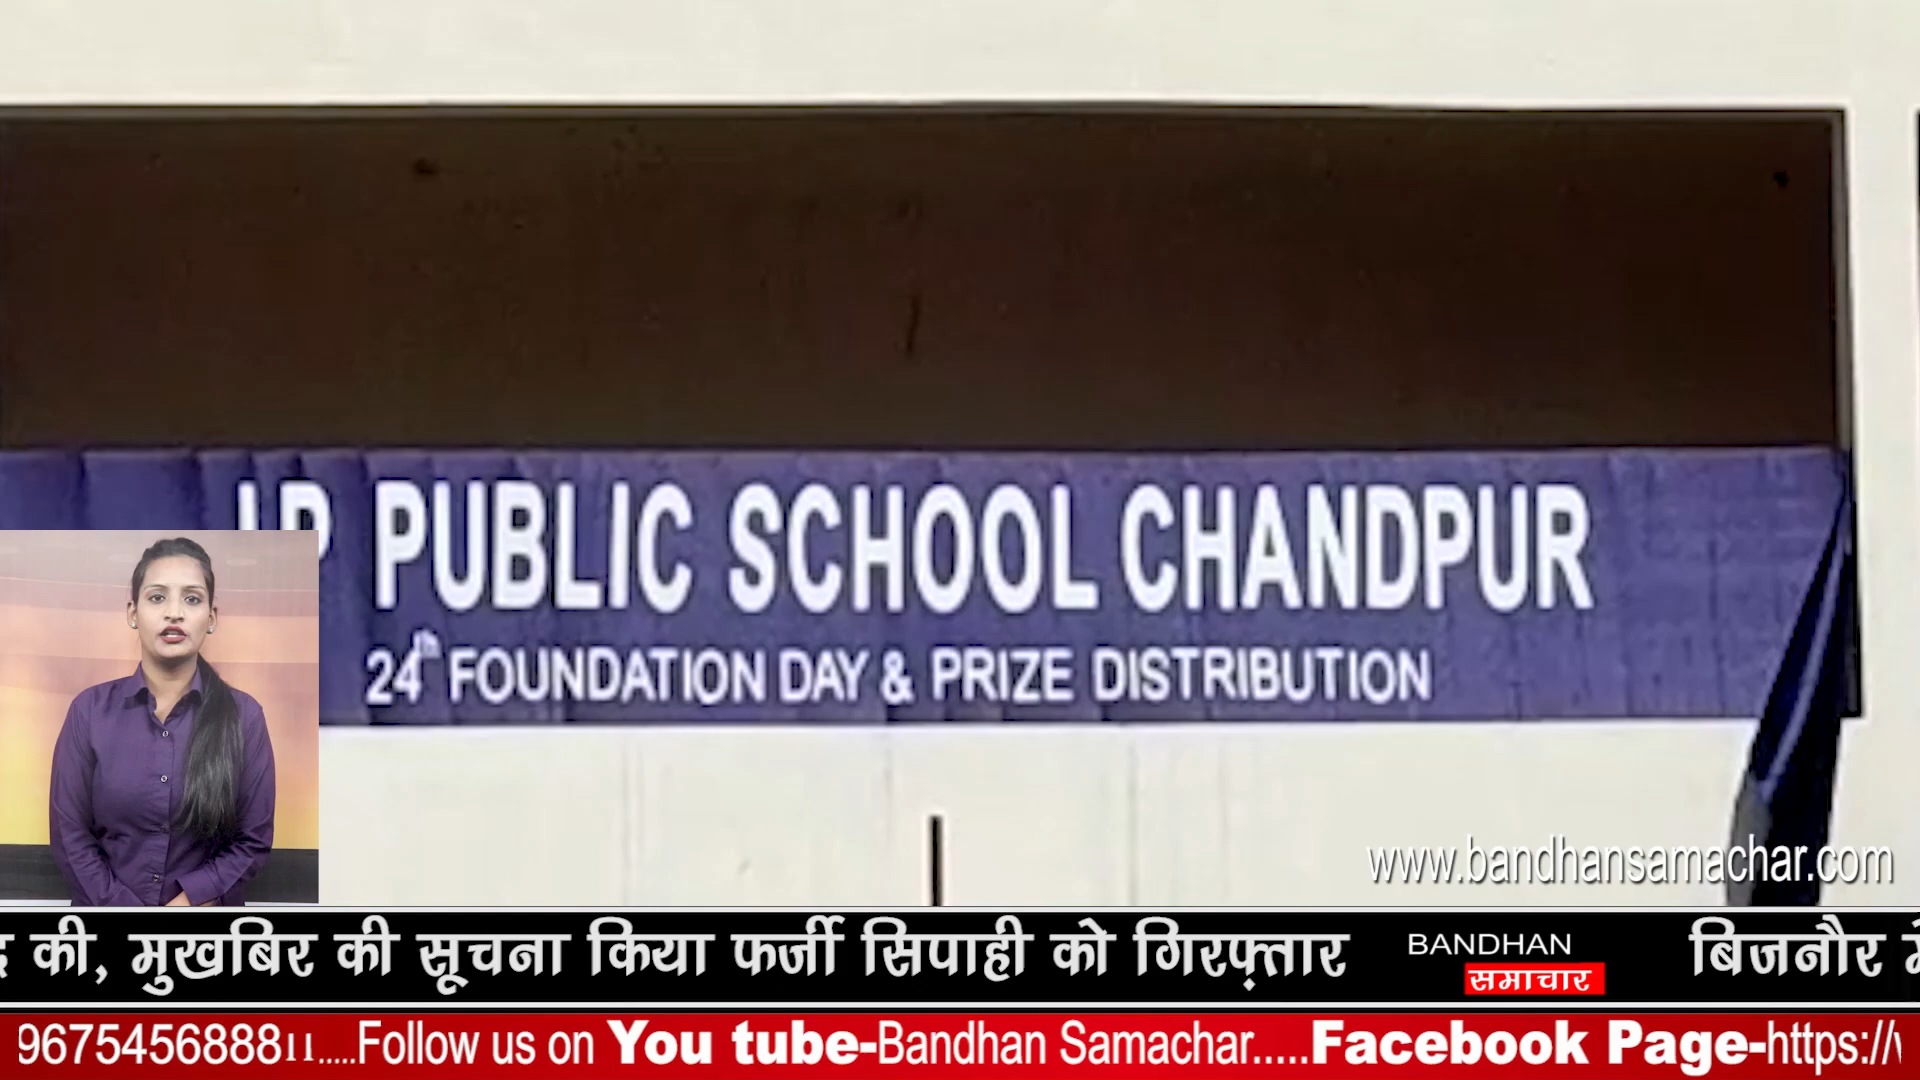 PUBLIC SCHOOL CHANDPUR
24th FOUNDATION DAY & PRIZE DISTRIBUTION
www.bandhansamachar.com
की, मुखबिर की सूचना किया फर्जी सिपाही को गिरफ़्तार
BANDHAN
समाचार
बिजनौर
9675456888।।.....Follow us on You tube-Bandhan Samachar.....Facebook Page-https://